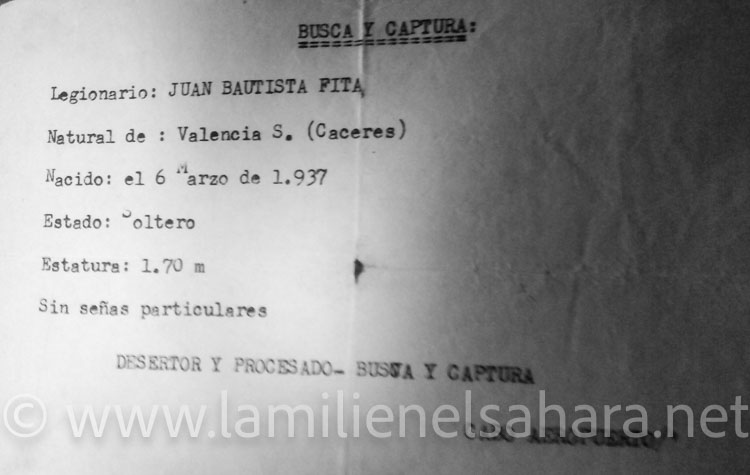 BUSCA Y CAPTURA:
Legionario: JUAN BAUTISTA FITA
Natural de : Valencia S. (Caceres)
Nacido: el 6 Marzo de 1.937
Estado: Soltero
Estatura: 1.70 m
Sin señas particulares
DESERTOR Y PROCESADO- BUSCA Y CAPTURA
© www.lamilienelsahara.net
AEROPUERTO